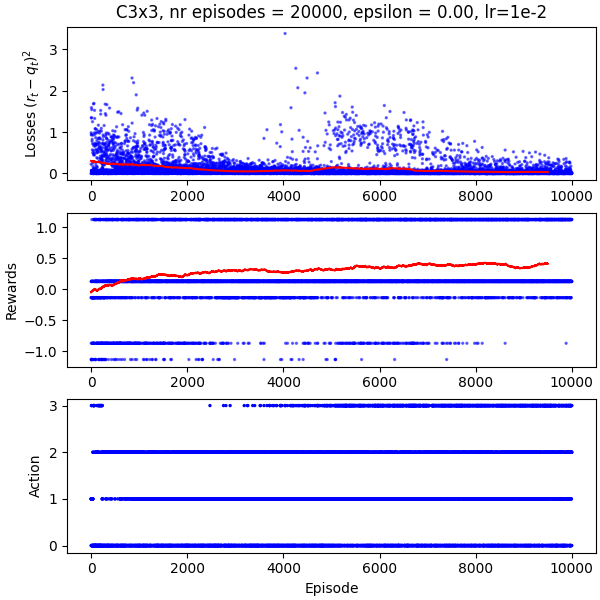 C3x3, nr episodes = 20000, epsilon = 0.00, lr=1e-2
Losses $(r_t - q_t)^2$
3
2
1
0
0 2000 4000 6000 8000 10000
Rewards
1.0
0.5
0.0
−0.5
−1.0
0 2000 4000 6000 8000 10000
Action
3
2
1
0
0 2000 4000 6000 8000 10000
Episode